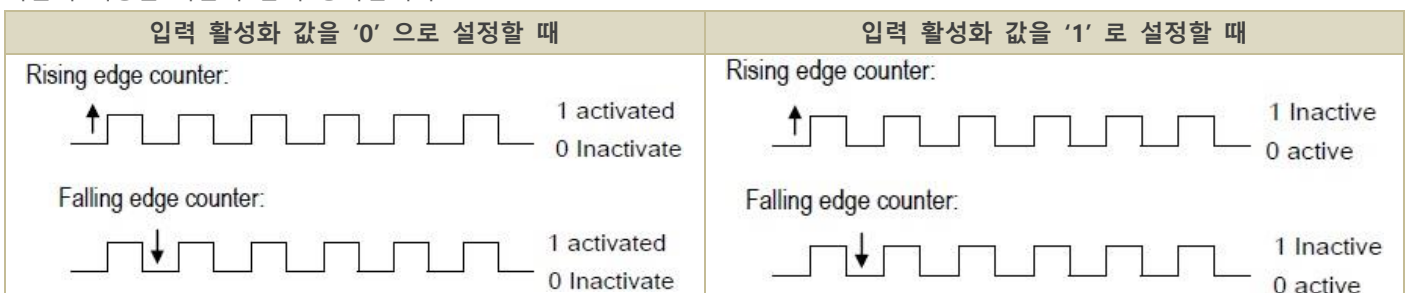 입력 활성화 값을 ‘0’ 으로 설정할 때
입력 활성화 값을 ‘1’ 로 설정할 때
Rising edge counter:
1 activated
0 Inactivate
Falling edge counter:
1 activated
0 Inactivate
Rising edge counter:
1 Inactive
0 active
Falling edge counter:
1 Inactive
0 active